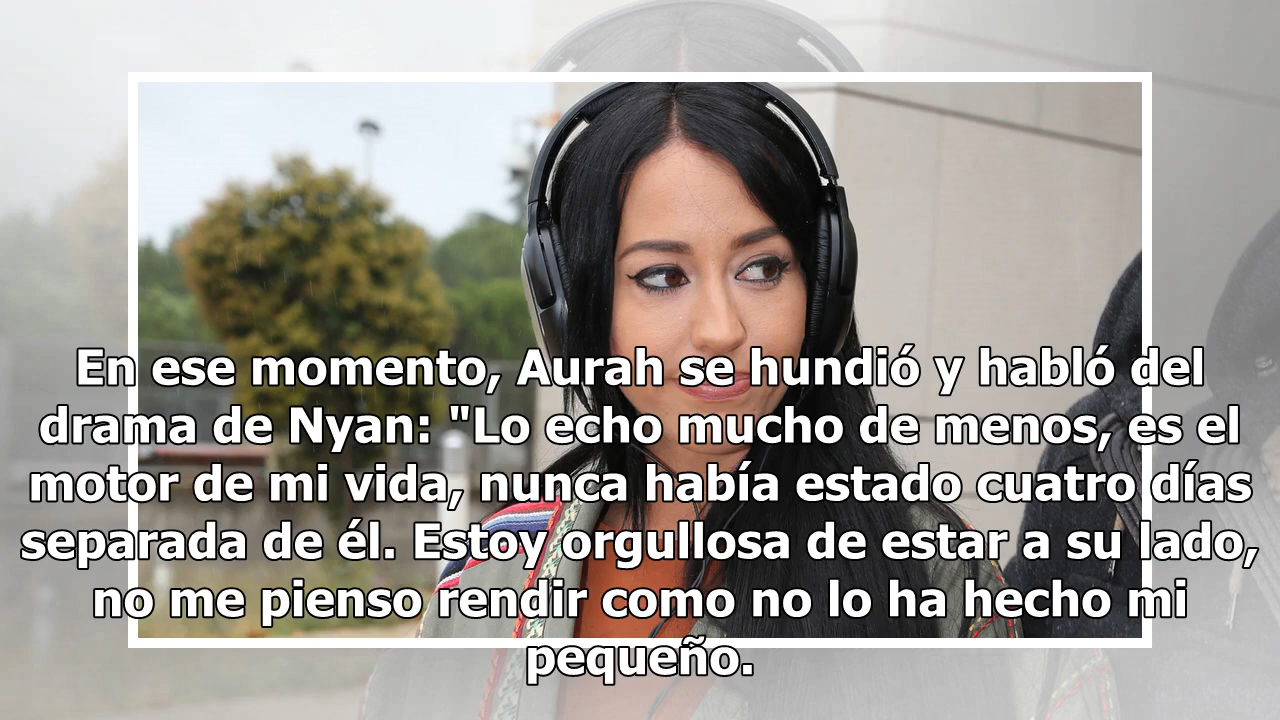 En ese momento, Aurah se hundió y habló del
drama de Nyan: "Lo echo mucho de menos, es el
motor de mi vida, nunca había estado cuatro días
separada de él. Estoy orgullosa de estar a su lado,
no me pienso rendir como no lo ha hecho mi
pequeño.